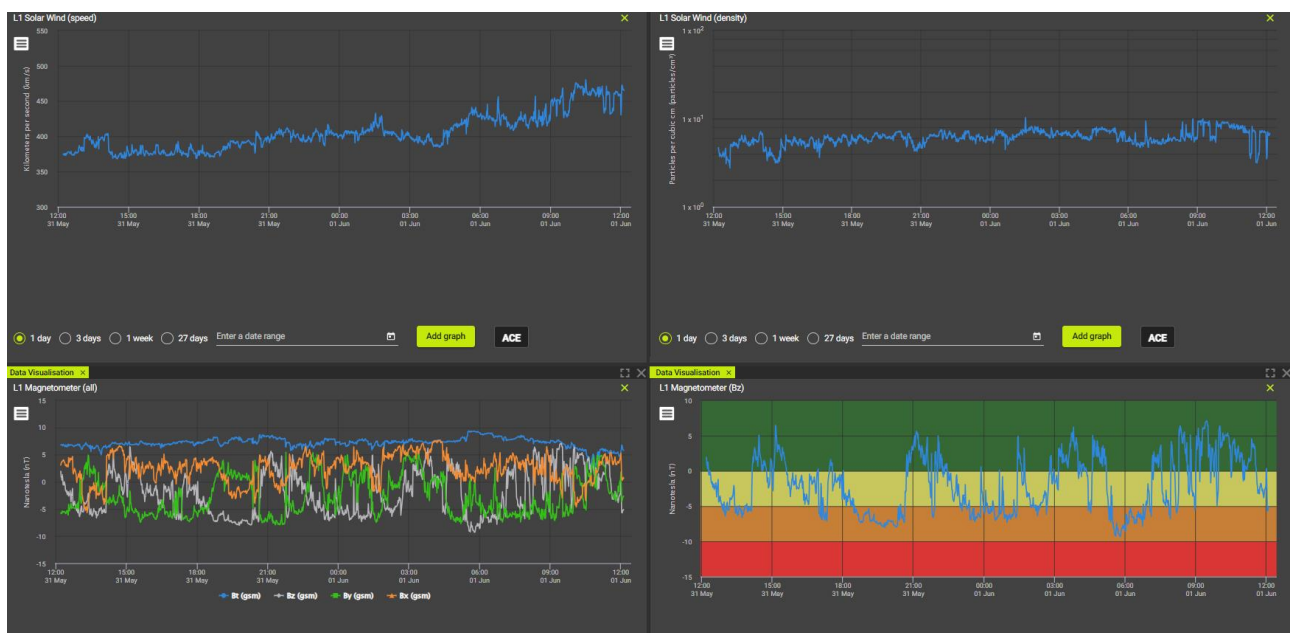 L1 Solar Wind (speed)
×
550
500
450
400
350
300
Kilometers per second (km/s)
12:00 15:00 18:00 21:00 00:00 03:00 06:00 09:00 12:00
31 May 31 May 31 May 31 May 01 Jun 01 Jun 01 Jun 01 Jun 01 Jun
1 day 3 days 1 week 27 days Enter a date range Add graph ACE
L1 Solar Wind (density)
×
1 x 10²
1 x 10¹
1 x 10⁰
Particles per cubic cm (particles/cm³)
12:00 15:00 18:00 21:00 00:00 03:00 06:00 09:00 12:00
31 May 31 May 31 May 31 May 01 Jun 01 Jun 01 Jun 01 Jun 01 Jun
1 day 3 days 1 week 27 days Enter a date range Add graph ACE
Data Visualisation ×
L1 Magnetometer (all)
×
15
10
5
0
-5
-10
-15
Nanotesla (nT)
12:00 15:00 18:00 21:00 00:00 03:00 06:00 09:00 12:00
31 May 31 May 31 May 31 May 01 Jun 01 Jun 01 Jun 01 Jun 01 Jun
Bt (gsm) Bz (gsm) By (gsm) Bx (gsm)
Data Visualisation ×
L1 Magnetometer (Bz)
×
10
5
0
-5
-10
-15
Nanotesla (nT)
12:00 15:00 18:00 21:00 00:00 03:00 06:00 09:00 12:00
31 May 31 May 31 May 31 May 01 Jun 01 Jun 01 Jun 01 Jun 01 Jun